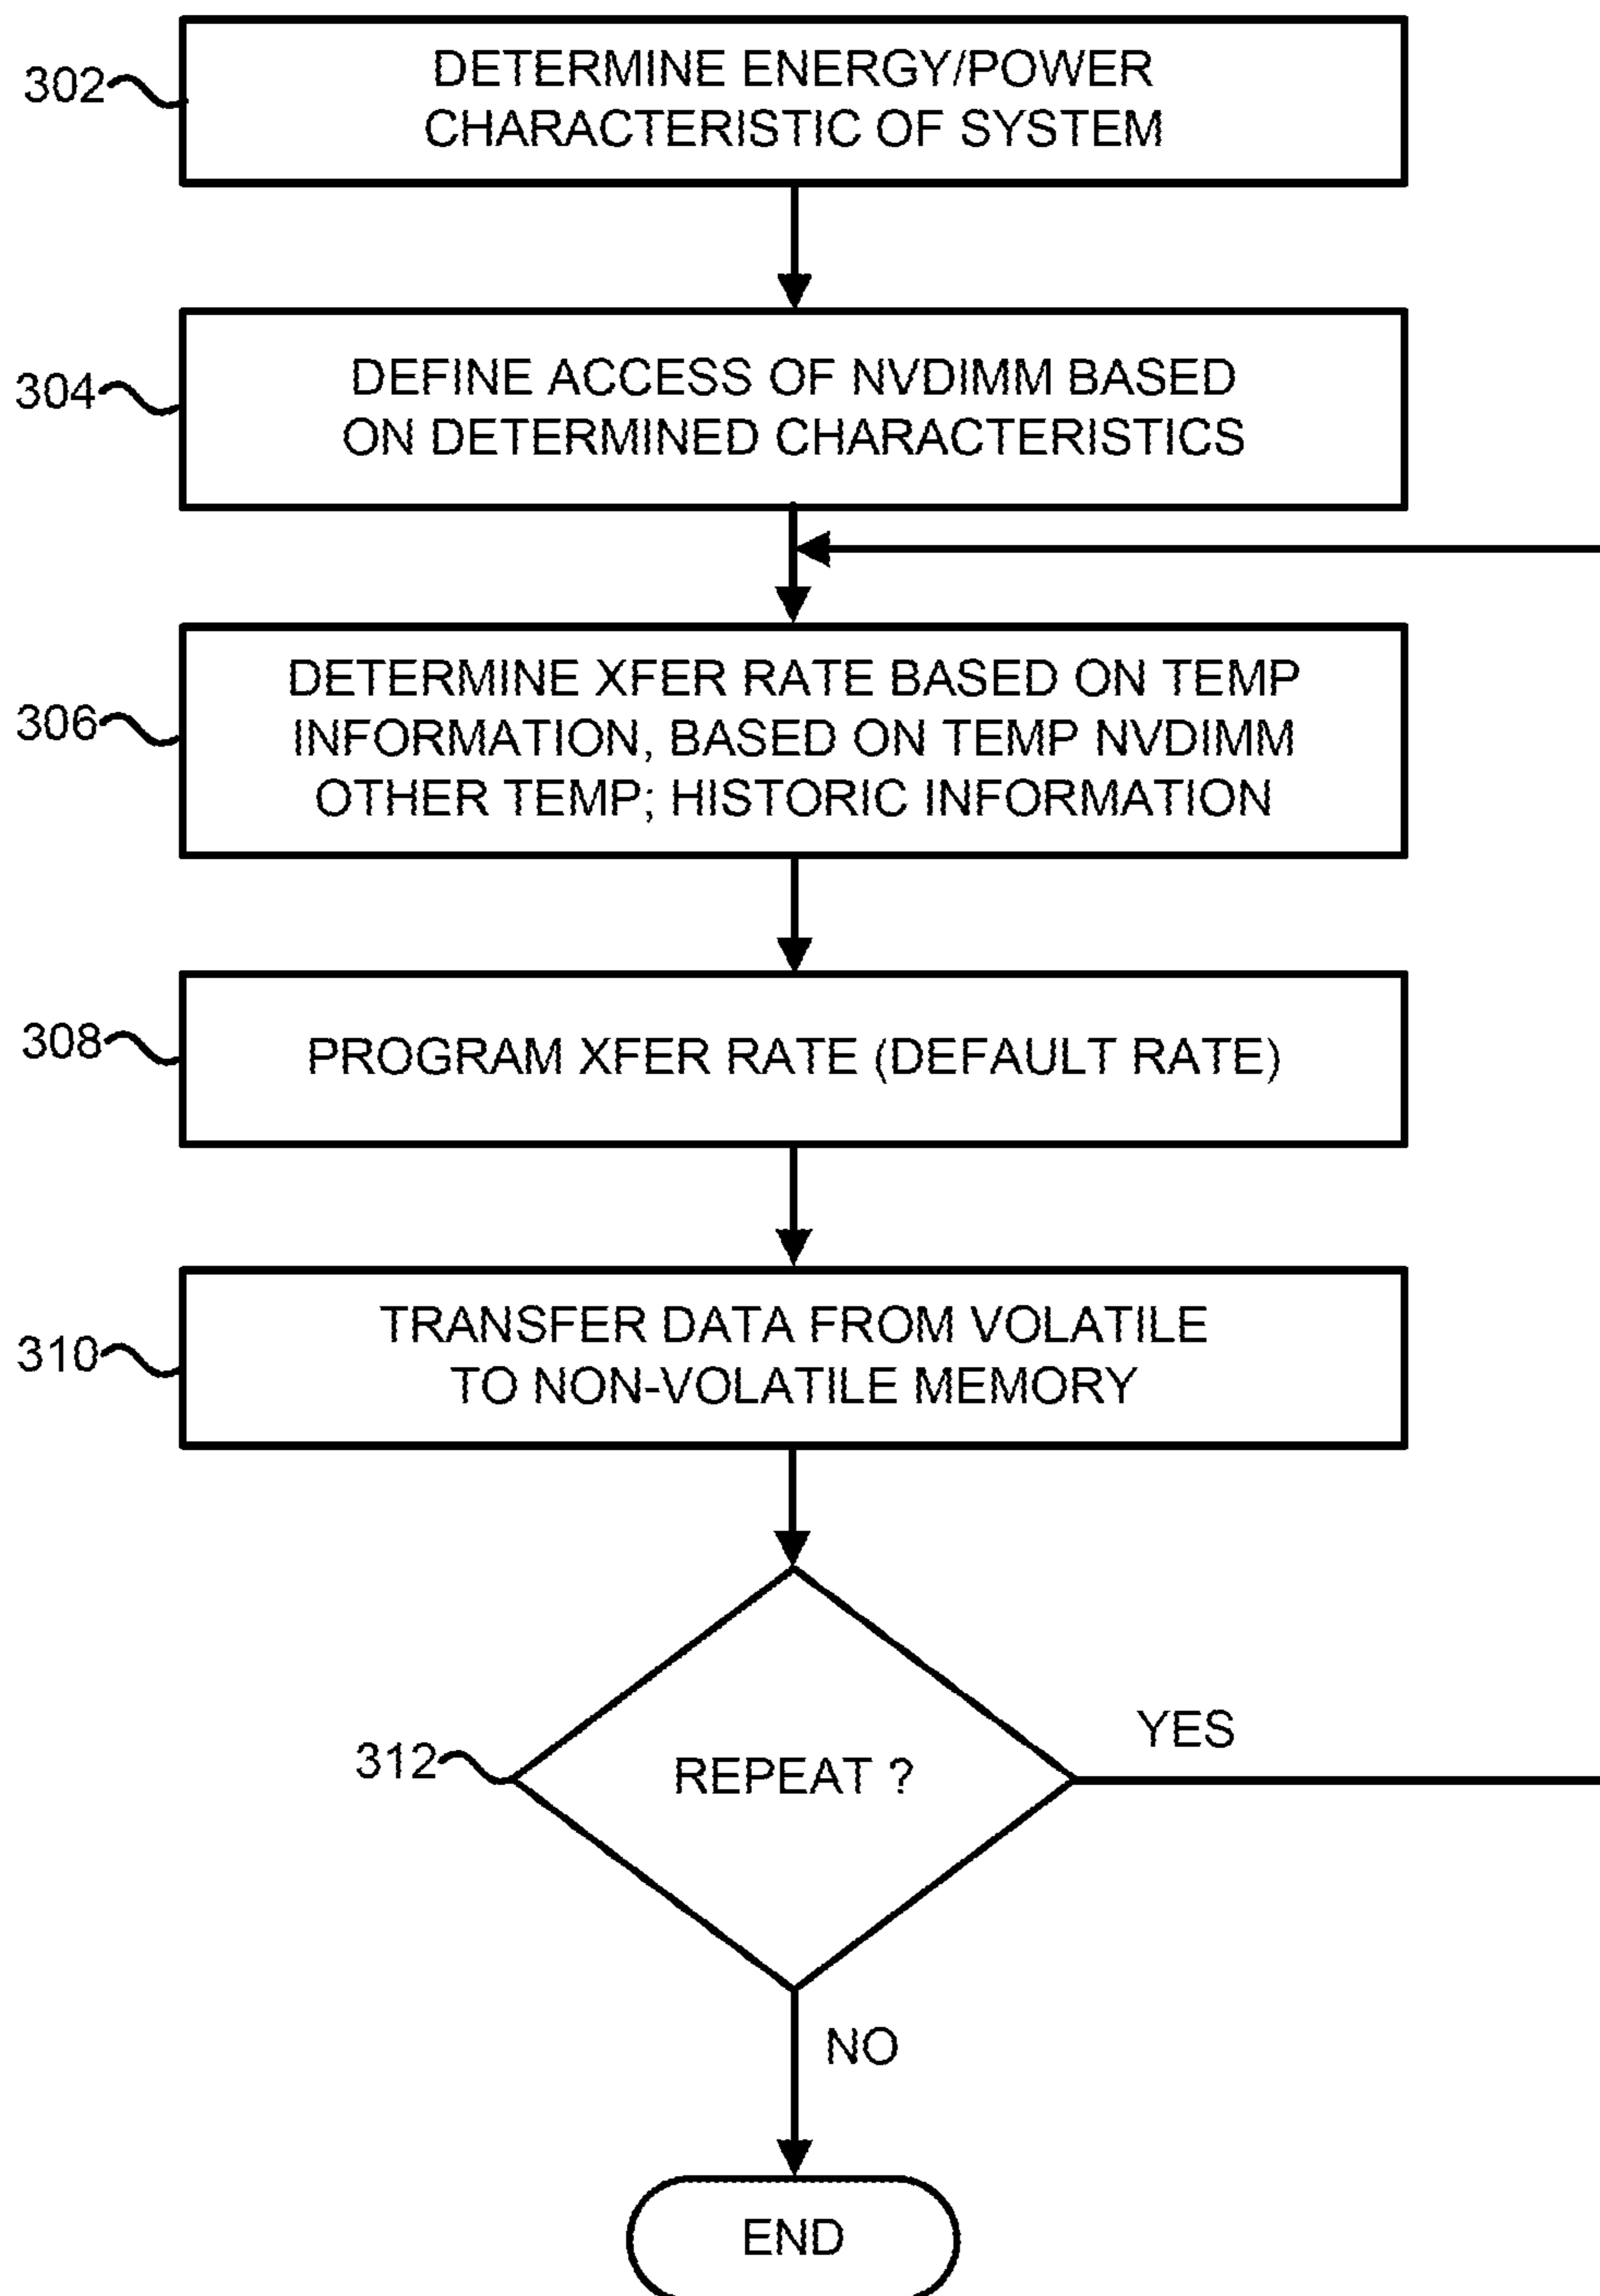 302
DETERMINE ENERGY/POWER
CHARACTERISTIC OF SYSTEM
304
DEFINE ACCESS OF NVDIMM BASED
ON DETERMINED CHARACTERISTICS
306
DETERMINE XFER RATE BASED ON TEMP
INFORMATION, BASED ON TEMP NVDIMM
OTHER TEMP; HISTORIC INFORMATION
308
PROGRAM XFER RATE (DEFAULT RATE)
310
TRANSFER DATA FROM VOLATILE
TO NON-VOLATILE MEMORY
312
REPEAT ?
YES
NO
END